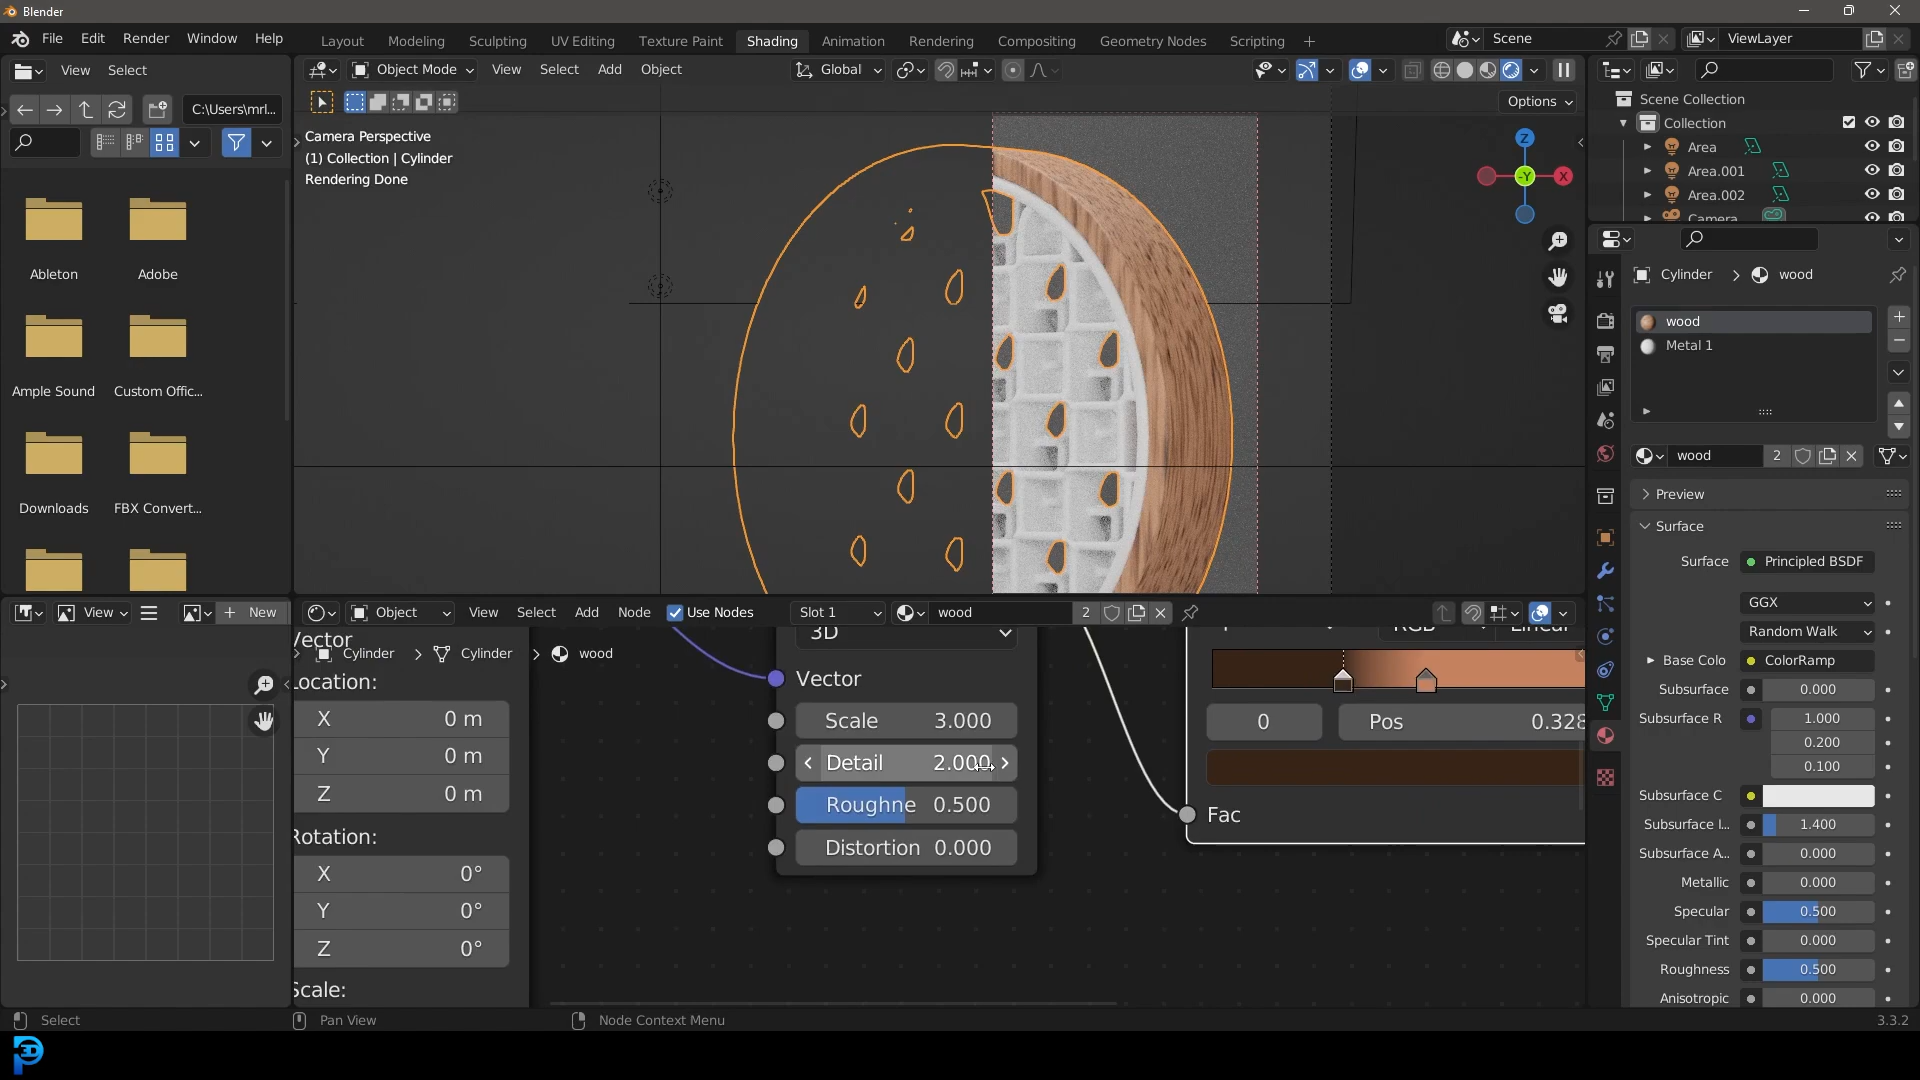 Blender
File Edit Render Window Help
Layout Modeling Sculpting UV Editing Texture Paint Shading Animation Rendering Compositing Geometry Nodes Scripting +
Scene
ViewLayer
View Select
Object Mode View Select Add Object
Global
Options
C:\Users\mrl...
Camera Perspective
(1) Collection | Cylinder
Rendering Done
Z
-Y
X
Scene Collection
Collection
Area
Area.001
Area.002
Camera
Cylinder > wood
wood
Metal 1
wood 2
Preview
Surface
Surface Principled BSDF
GGX
Random Walk
Base Colo ColorRamp
Subsurface 0.000
Subsurface R 1.000
0.200
0.100
Subsurface C
Subsurface I... 1.400
Subsurface A... 0.000
Metallic 0.000
Specular 0.500
Specular Tint 0.000
Roughness 0.500
Anisotropic 0.000
Ableton Adobe
Ample Sound Custom Offic...
Downloads FBX Convert...
View
New
Object View Select Add Node Use Nodes Slot 1 wood 2
Vector
Cylinder > Cylinder > wood
Location:
X 0 m
Y 0 m
Z 0 m
Rotation:
X 0°
Y 0°
Z 0°
Scale:
3D
Vector
Scale 3.000
Detail 2.000
Roughne 0.500
Distortion 0.000
RGB Linear
0 Pos 0.328
Fac
Select Pan View Node Context Menu
3.3.2